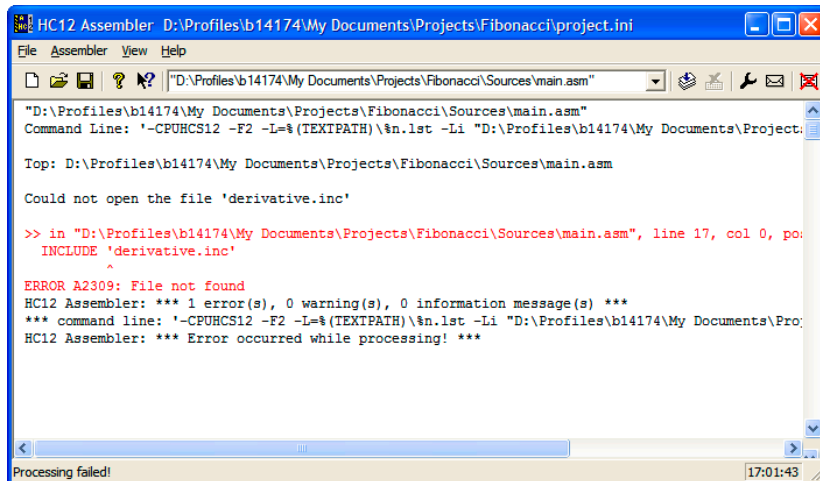 HC12 Assembler D:\Profiles\b14174\My Documents\Projects\Fibonacci\project.ini
File Assembler View Help
"D:\Profiles\b14174\My Documents\Projects\Fibonacci\Sources\main.asm"
"D:\Profiles\b14174\My Documents\Projects\Fibonacci\Sources\main.asm"
Command Line: '-CPUHCS12 -F2 -L=%(TEXTPATH)\%n.lst -Li "D:\Profiles\b14174\My Documents\Project:
Top: D:\Profiles\b14174\My Documents\Projects\Fibonacci\Sources\main.asm
Could not open the file 'derivative.inc'
>> in "D:\Profiles\b14174\My Documents\Projects\Fibonacci\Sources\main.asm", line 17, col 0, po
INCLUDE 'derivative.inc'
^
ERROR A2309: File not found
HC12 Assembler: *** 1 error(s), 0 warning(s), 0 information message(s) ***
*** command line: '-CPUHCS12 -F2 -L=%(TEXTPATH)\%n.lst -Li "D:\Profiles\b14174\My Documents\Pro
HC12 Assembler: *** Error occurred while processing! ***
Processing failed!
17:01:43